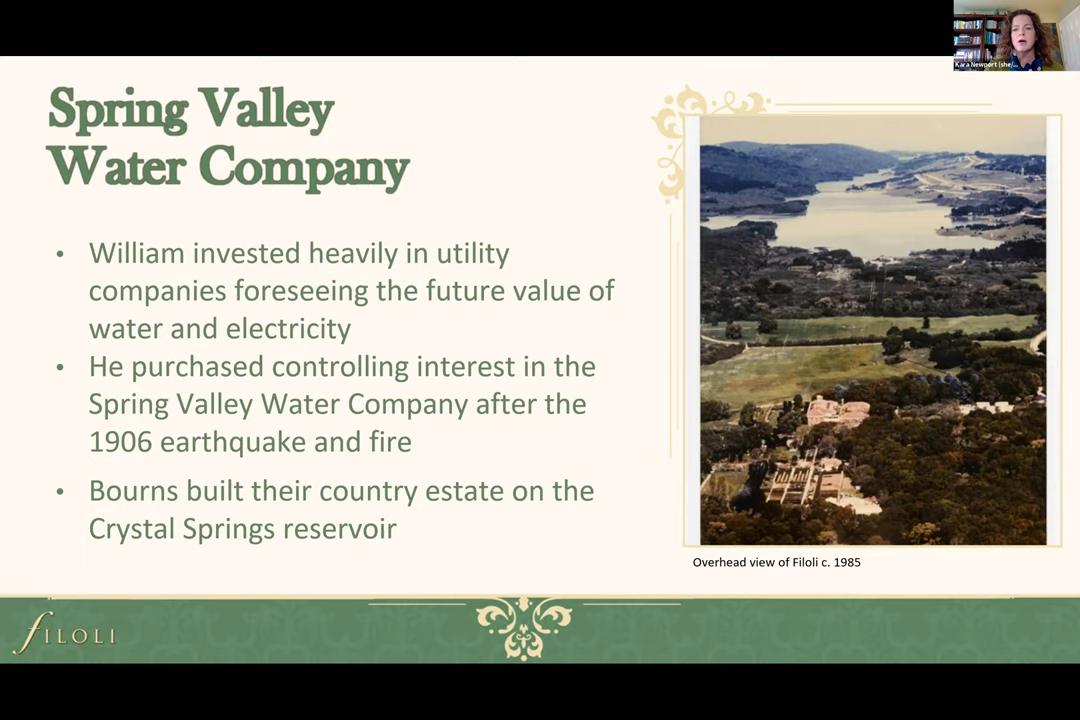 Kara Newport (she/...
Spring Valley
Water Company
• William invested heavily in utility
companies foreseeing the future value of
water and electricity
• He purchased controlling interest in the
Spring Valley Water Company after the
1906 earthquake and fire
• Bourns built their country estate on the
Crystal Springs reservoir
Overhead view of Filoli c. 1985
FILOLI